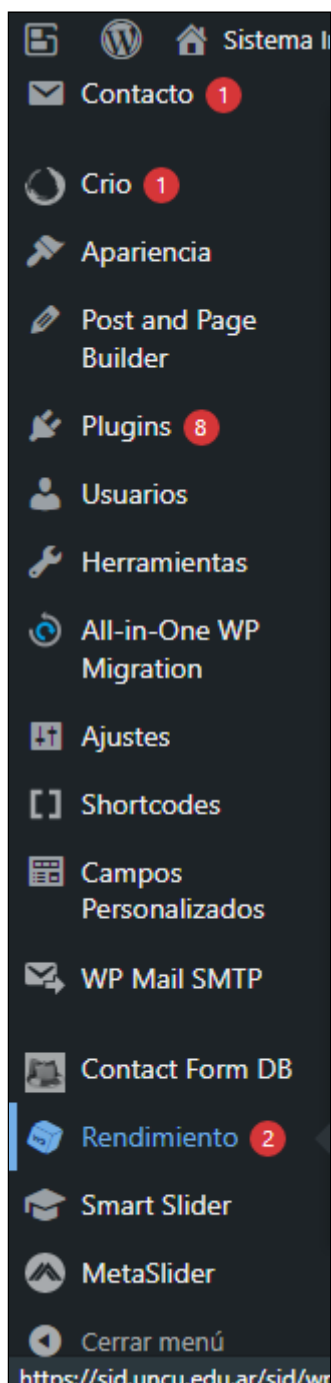 Sistema
Contacto 1
Crio 1
Apariencia
Post and Page
Builder
Plugins 8
Usuarios
Herramientas
All-in-One WP
Migration
Ajustes
Shortcodes
Campos
Personalizados
WP Mail SMTP
Contact Form DB
Rendimiento 2
Smart Slider
MetaSlider
Cerrar menú
https://sid.uncu.edu.ar/sid/wp